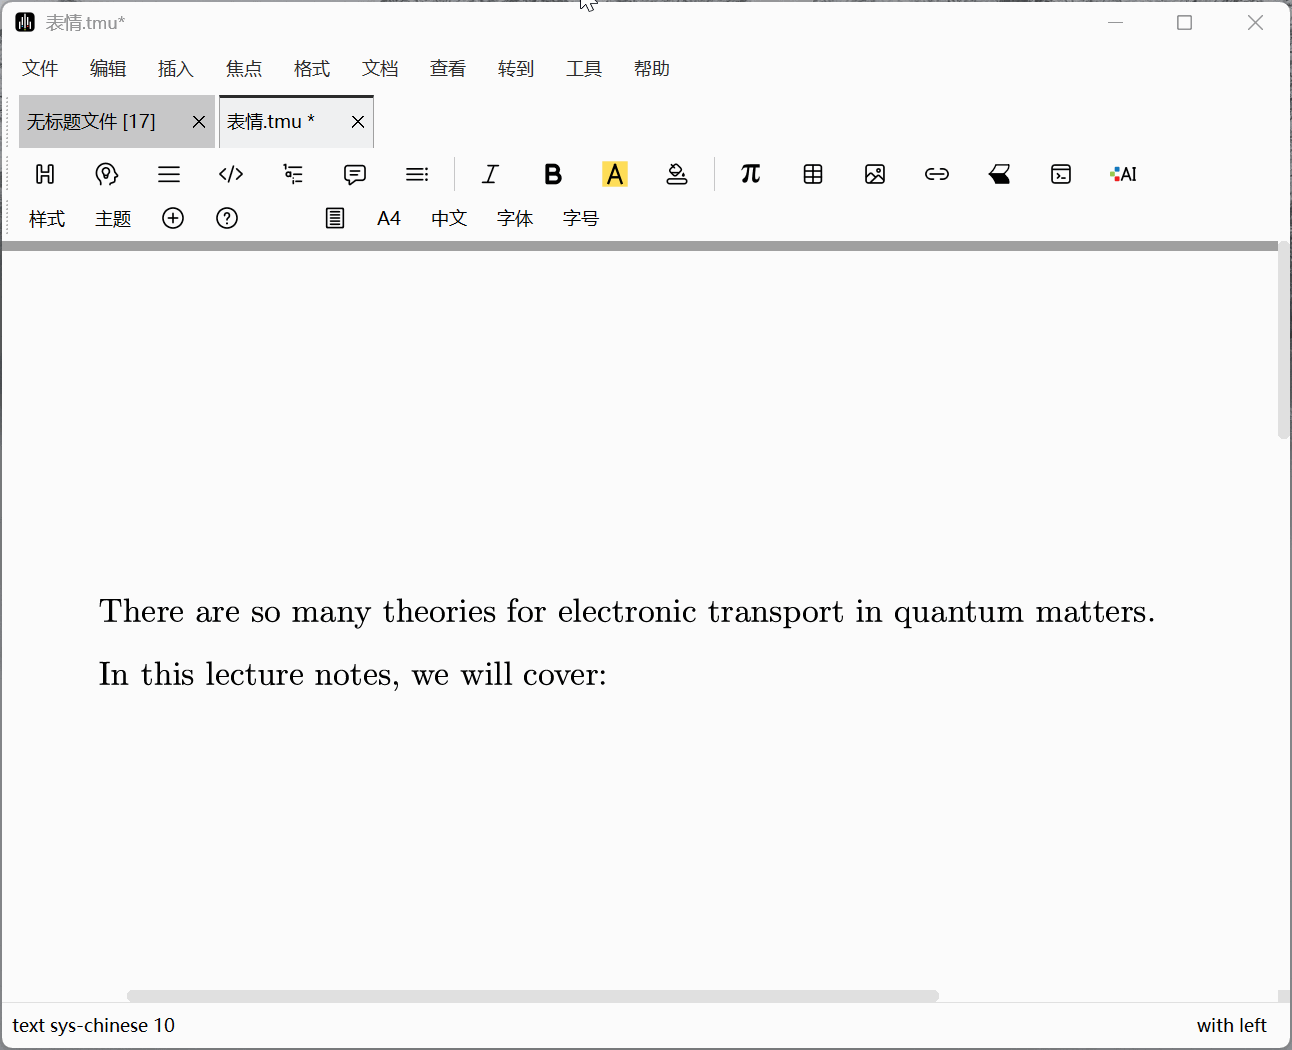 表情.tmu*
文件 编辑 插入 焦点 格式 文档 查看 转到 工具 帮助
无标题文件 [17] 表情.tmu *
I B A π AI
样式 主题 A4 中文 字体 字号
There are so many theories for electronic transport in quantum matters.
In this lecture notes, we will cover:
text sys-chinese 10 with left